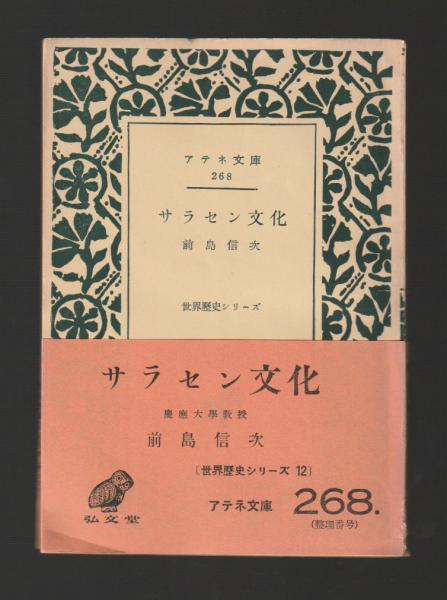 アテネ文庫
268
サラセン文化
前島信次
世界歴史シリーズ
サラセン文化
慶應大學教授
前島信次
〔世界歴史シリーズ 12〕
弘文堂
アテネ文庫 268.
(整理番号)